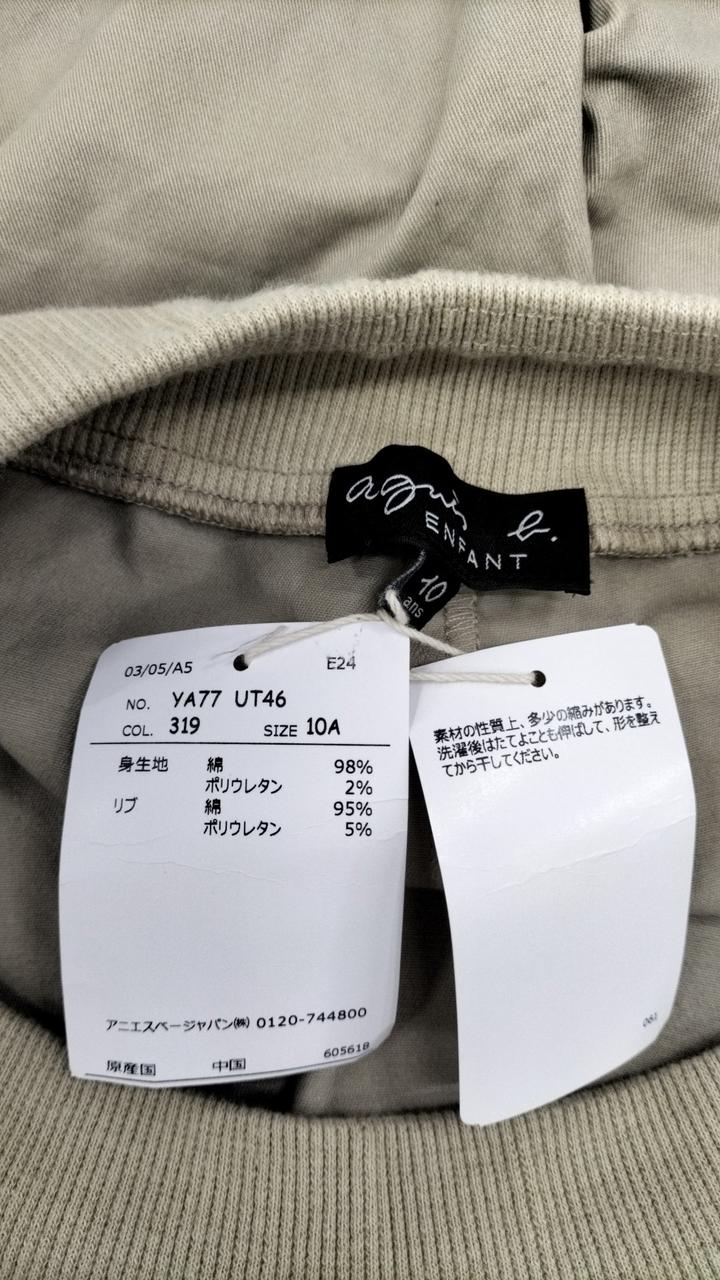 agnès b.
ENFANT
10
ans
03/05/A5 E24
NO. YA77 UT46
COL. 319 SIZE 10A
身生地 綿 98%
ポリウレタン 2%
リブ 綿 95%
ポリウレタン 5%
アニエスベージャパン㈱ 0120-744800
605618
原産国 中国
素材の性質上、多少の縮みがあります。
洗濯後はたてよことも伸ばして、形を整え
てから干してください。
061